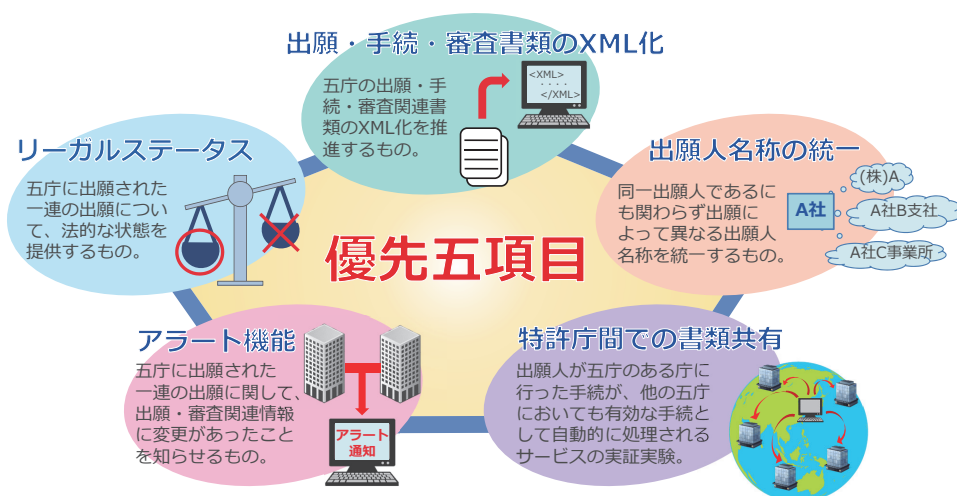 出願・手続・審査書類のXML化
五庁の出願・手
続・審査関連書
類のXML化を推
進するもの。
<XML>
・・・・
</XML>
リーガルステータス
五庁に出願された
一連の出願につい
て、法的な状態を
提供するもの。
出願人名称の統一
同一出願人であるに
も関わらず出願に
よって異なる出願人
名称を統一するもの。
A社
(株)A
A社B支社
A社C事業所
優先五項目
アラート機能
五庁に出願された
一連の出願に関して、
出願・審査関連情報
に変更があったこと
を知らせるもの。
アラート
通知
特許庁間での書類共有
出願人が五庁のある庁に
行った手続が、他の五庁
においても有効な手続と
して自動的に処理される
サービスの実証実験。